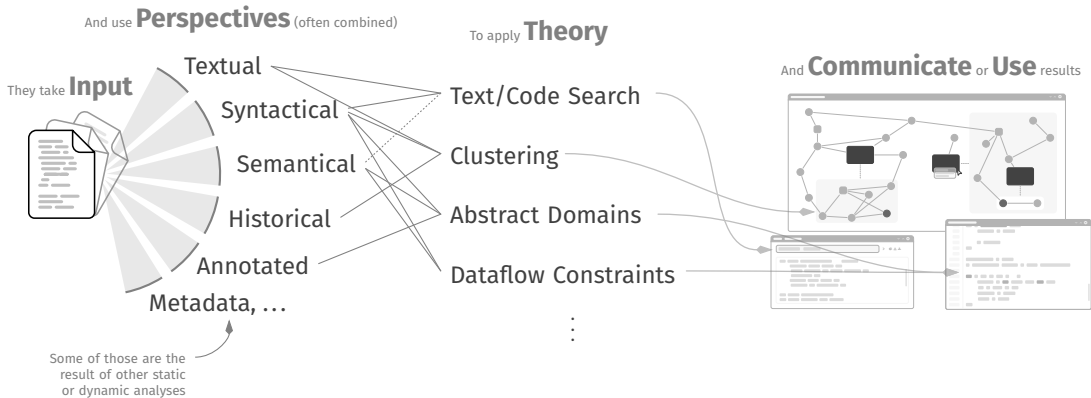 They take Input
And use Perspectives (often combined)
Textual
Syntactical
Semantical
Historical
Annotated
Metadata, …
Some of those are the
result of other static
or dynamic analyses
To apply Theory
Text/Code Search
Clustering
Abstract Domains
Dataflow Constraints
⋮
And Communicate or Use results